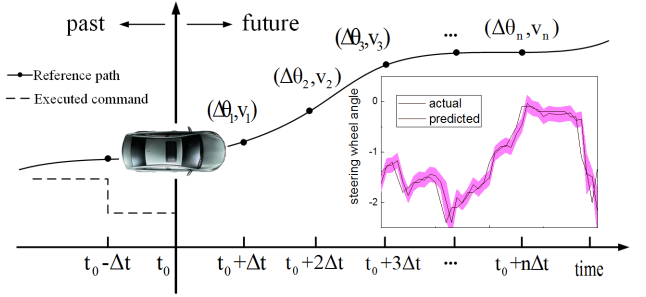 past
future
(Δθ₁,v₁)
(Δθ₂,v₂)
(Δθ₃,v₃)
...
(Δθₙ,vₙ)
Reference path
Executed command
steering wheel angle
0
-1
-2
actual
predicted
t₀-Δt
t₀
t₀+Δt
t₀+2Δt
t₀+3Δt
...
t₀+nΔt
time